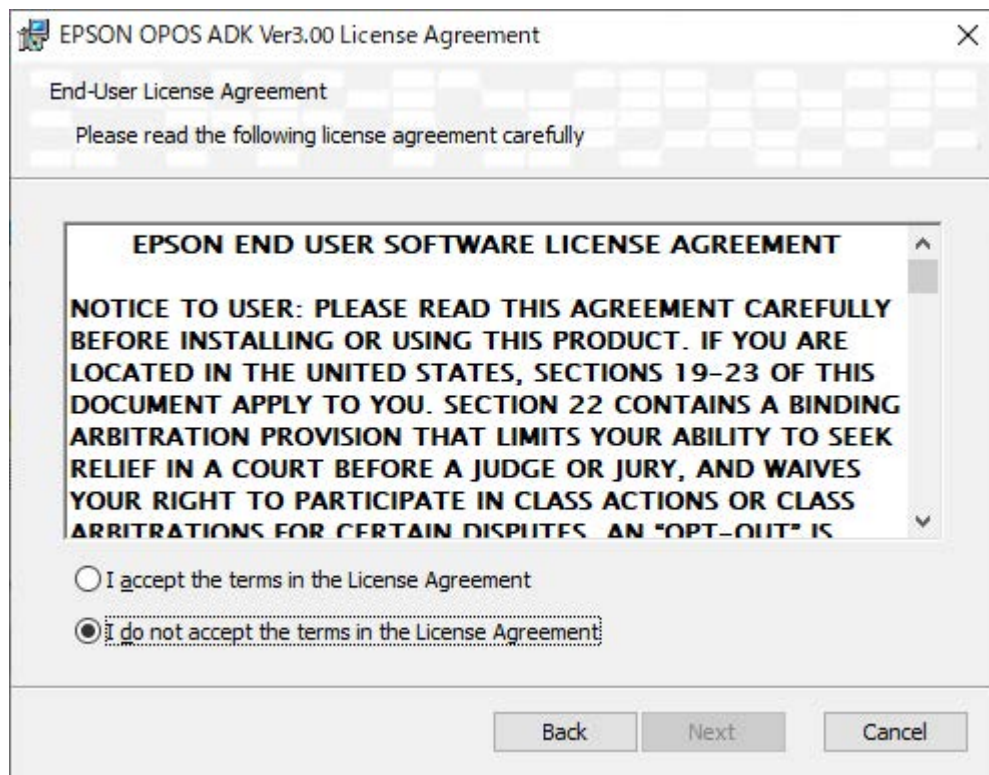 EPSON OPOS ADK Ver3.00 License Agreement
End-User License Agreement
Please read the following license agreement carefully
EPSON END USER SOFTWARE LICENSE AGREEMENT
NOTICE TO USER: PLEASE READ THIS AGREEMENT CAREFULLY
BEFORE INSTALLING OR USING THIS PRODUCT. IF YOU ARE
LOCATED IN THE UNITED STATES, SECTIONS 19-23 OF THIS
DOCUMENT APPLY TO YOU. SECTION 22 CONTAINS A BINDING
ARBITRATION PROVISION THAT LIMITS YOUR ABILITY TO SEEK
RELIEF IN A COURT BEFORE A JUDGE OR JURY, AND WAIVES
YOUR RIGHT TO PARTICIPATE IN CLASS ACTIONS OR CLASS
ARBITRATIONS FOR CERTAIN DISPUTES. AN “OPT-OUT” IS
I accept the terms in the License Agreement
I do not accept the terms in the License Agreement
Back
Next
Cancel